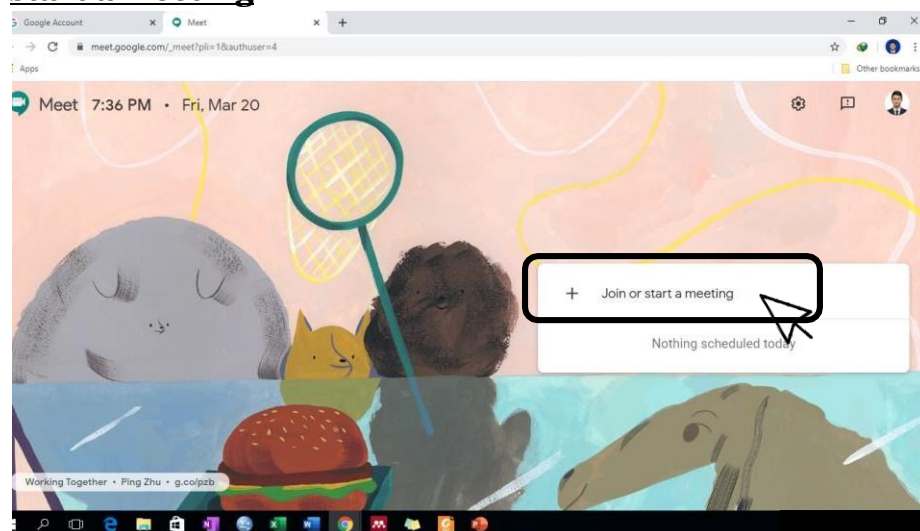 Google Account
Meet
meet.google.com/_meet?pli=1&authuser=4
Apps
Other bookmarks
Meet 7:36 PM • Fri, Mar 20
+ Join or start a meeting
Nothing scheduled today
Working Together • Ping Zhu • g.co/pzb